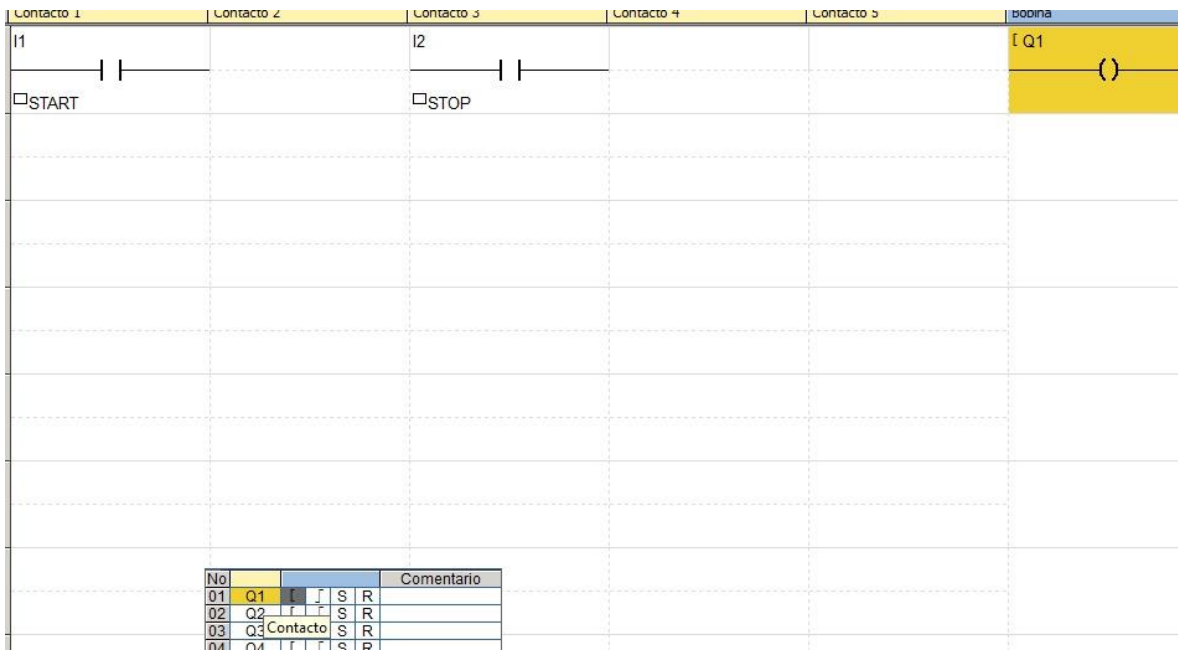 Contacto 1 Contacto 2 Contacto 3 Contacto 4 Contacto 5 Bobina
I1 I2 [ Q1
START STOP
No Comentario
01 Q1 [ ∫ S R
02 Q2 [ ∫ S R
03 Q3 Contacto S R
04 Q4 [ ∫ S R